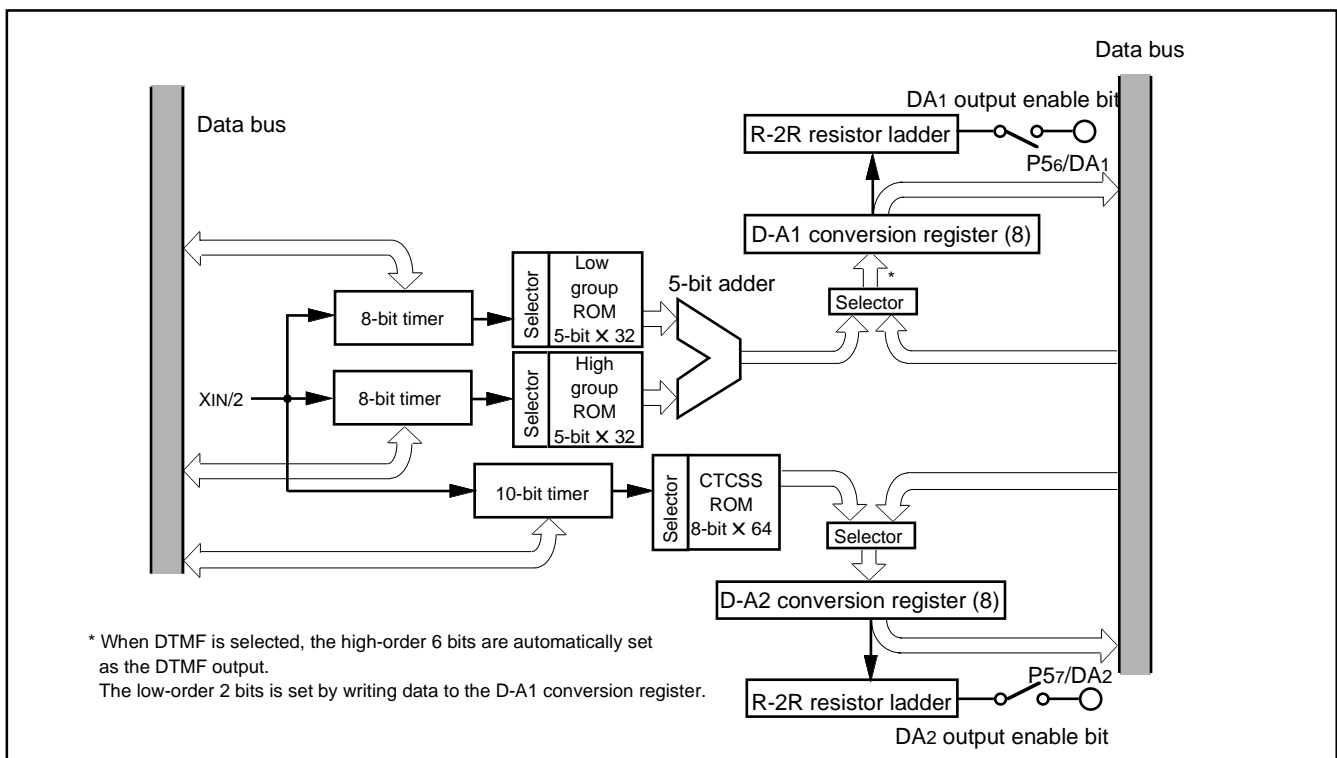 Data bus
DA1 output enable bit
Data bus
R-2R resistor ladder
P56/DA1
D-A1 conversion register (8)
*
Selector
5-bit adder
8-bit timer
Selector
Low
group
ROM
5-bit X 32
XIN/2
8-bit timer
Selector
High
group
ROM
5-bit X 32
10-bit timer
Selector
CTCSS
ROM
8-bit X 64
Selector
D-A2 conversion register (8)
* When DTMF is selected, the high-order 6 bits are automatically set
as the DTMF output.
The low-order 2 bits is set by writing data to the D-A1 conversion register.
P57/DA2
R-2R resistor ladder
DA2 output enable bit